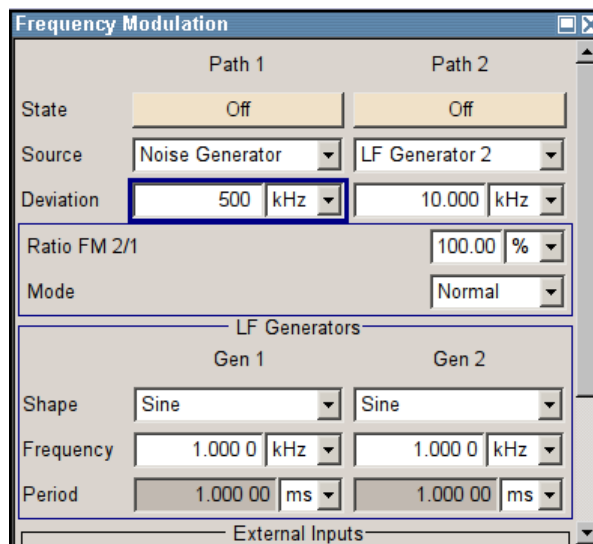 Frequency Modulation
Path 1 Path 2
State Off Off
Source Noise Generator LF Generator 2
Deviation 500 kHz 10.000 kHz
Ratio FM 2/1 100.00 %
Mode Normal
LF Generators
Gen 1 Gen 2
Shape Sine Sine
Frequency 1.000 0 kHz 1.000 0 kHz
Period 1.000 00 ms 1.000 00 ms
External Inputs